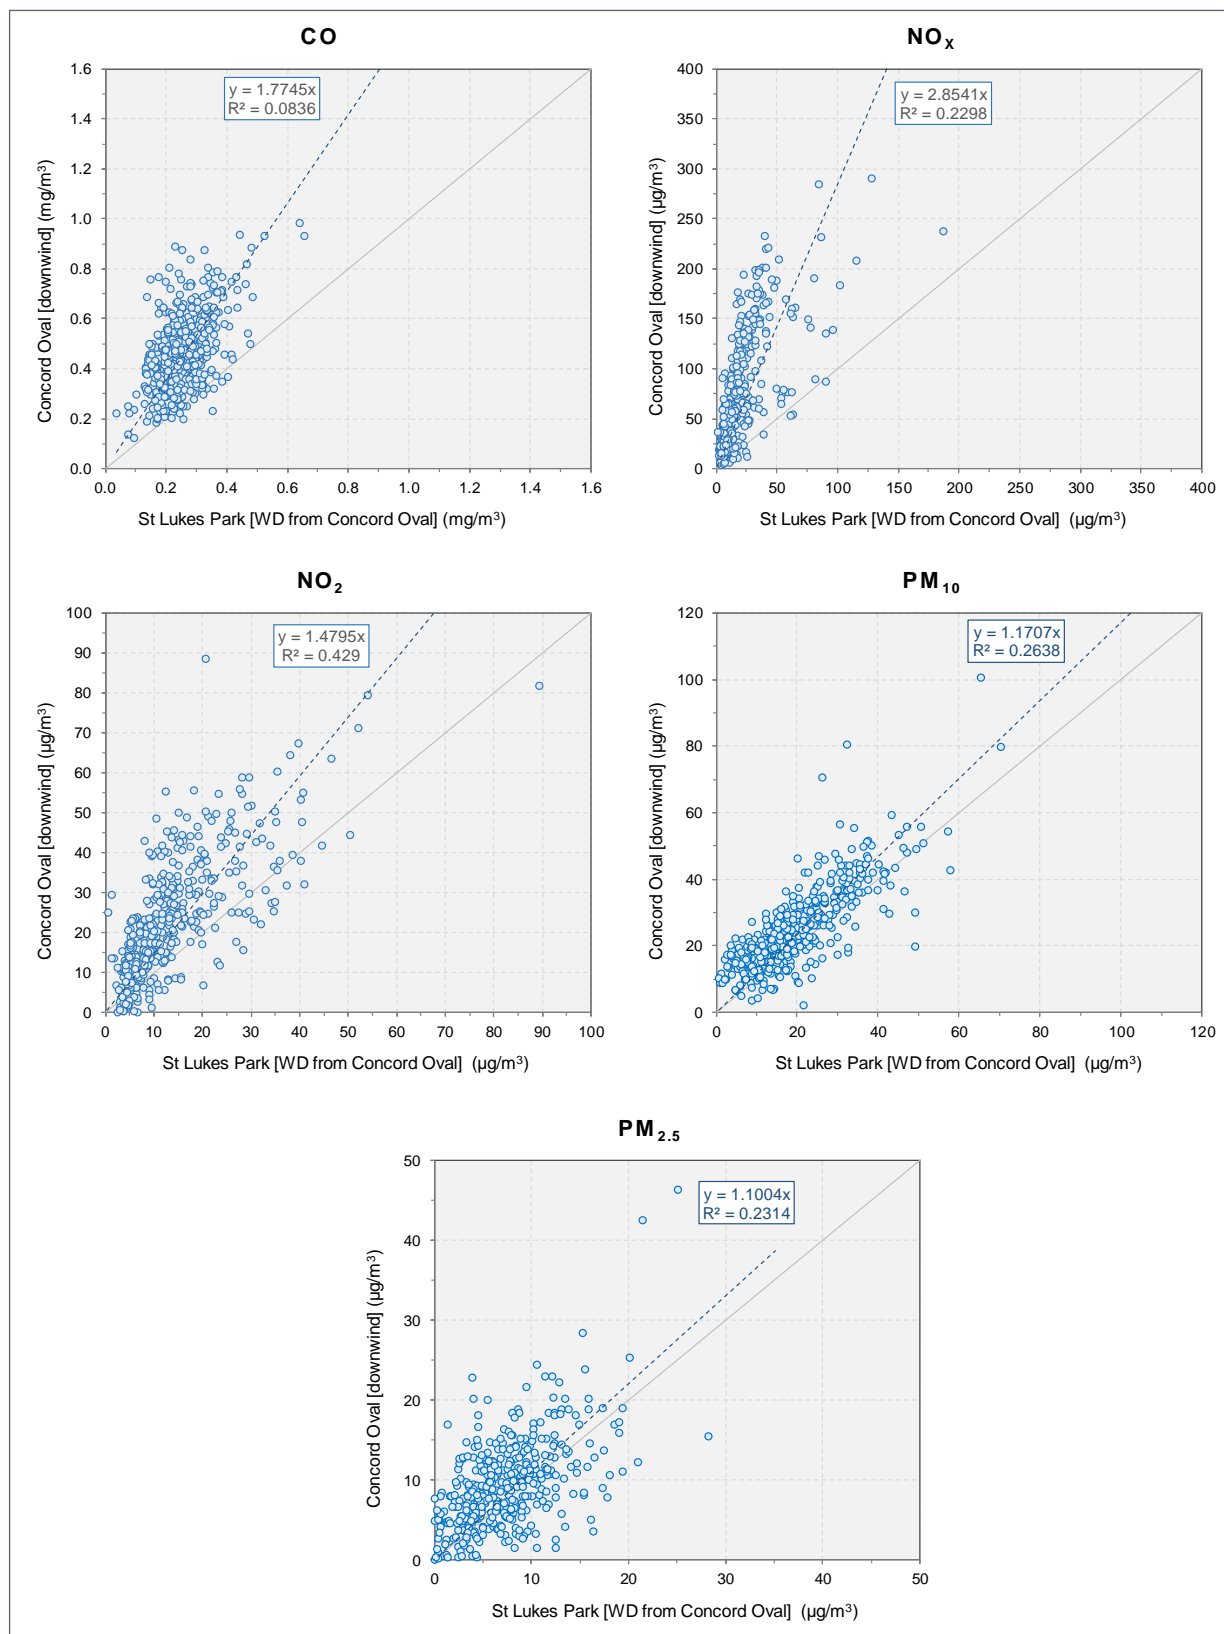 CO
1.6
1.4
1.2
1.0
0.8
0.6
0.4
0.2
0.0
0.0 0.2 0.4 0.6 0.8 1.0 1.2 1.4 1.6
Concord Oval [downwind] (mg/m³)
St Lukes Park [WD from Concord Oval] (mg/m³)
y = 1.7745x
R² = 0.0836
NOₓ
400
350
300
250
200
150
100
50
0
0 50 100 150 200 250 300 350 400
Concord Oval [downwind] (µg/m³)
St Lukes Park [WD from Concord Oval] (µg/m³)
y = 2.8541x
R² = 0.2298
NO₂
100
90
80
70
60
50
40
30
20
10
0
0 10 20 30 40 50 60 70 80 90 100
Concord Oval [downwind] (µg/m³)
St Lukes Park [WD from Concord Oval] (µg/m³)
y = 1.4795x
R² = 0.429
PM₁₀
120
100
80
60
40
20
0
0 20 40 60 80 100 120
Concord Oval [downwind] (µg/m³)
St Lukes Park [WD from Concord Oval] (µg/m³)
y = 1.1707x
R² = 0.2638
PM₂.₅
50
40
30
20
10
0
0 10 20 30 40 50
Concord Oval [downwind] (µg/m³)
St Lukes Park [WD from Concord Oval] (µg/m³)
y = 1.1004x
R² = 0.2314